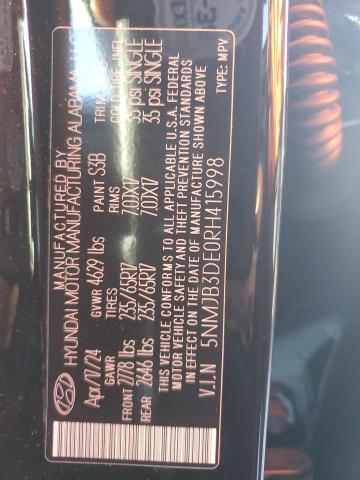 MANUFACTURED BY
HYUNDAI MOTOR MANUFACTURING ALABAMA, LLC
Apr/17/24 GVWR 4629 lbs PAINT S3B TRIM
GAWR TIRES RIMS COLD TIRE INFL
FRONT 2778 lbs 235/65R17 7.0JX17 35 psi SINGLE
REAR 2646 lbs 235/65R17 7.0JX17 35 psi SINGLE
THIS VEHICLE CONFORMS TO ALL APPLICABLE U.S.A. FEDERAL
MOTOR VEHICLE SAFETY AND THEFT PREVENTION STANDARDS
IN EFFECT ON THE DATE OF MANUFACTURE SHOWN ABOVE
V.I.N 5NMJB3DE0RH415998 TYPE: MPV